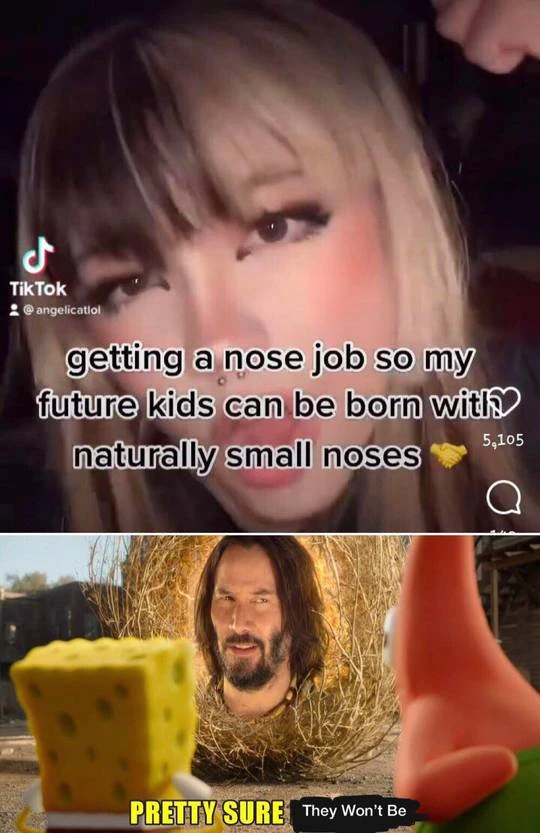 TikTok
@angelicatlol
getting a nose job so my
future kids can be born with
naturally small noses 🤝
5,105
PRETTY SURE They Won't Be